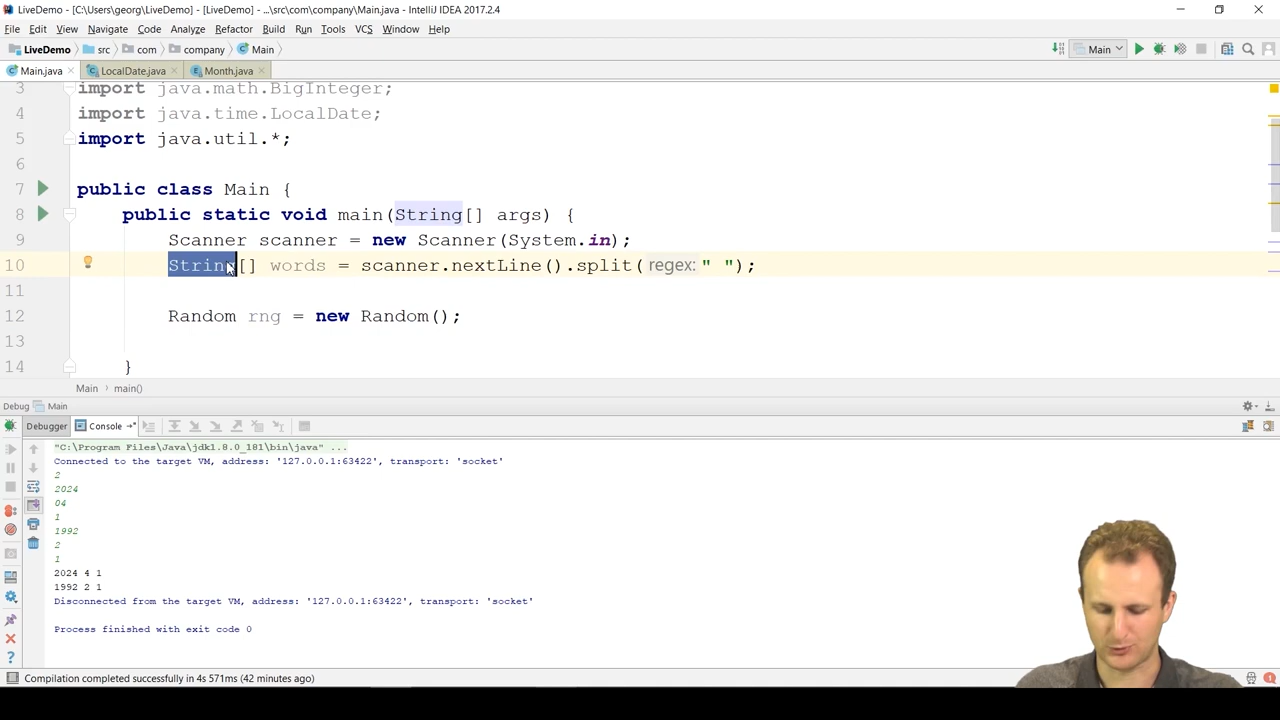 LiveDemo - [C:\Users\georg\LiveDemo] - [LiveDemo] - ...\src\com\company\Main.java - IntelliJ IDEA 2017.2.4
File Edit View Navigate Code Analyze Refactor Build Run Tools VCS Window Help
LiveDemo src com company Main Main
Main.java LocalDate.java Month.java
3 import java.math.BigInteger;
4 import java.time.LocalDate;
5 import java.util.*;
6
7 public class Main {
8 public static void main(String[] args) {
9 Scanner scanner = new Scanner(System.in);
10 String[] words = scanner.nextLine().split( regex: " ");
11
12 Random rng = new Random();
13
14 }
Main › main()
Debug Main
Debugger Console
"C:\Program Files\Java\jdk1.8.0_181\bin\java" ...
Connected to the target VM, address: '127.0.0.1:63422', transport: 'socket'
2
2024
04
1
1992
2
1
2024 4 1
1992 2 1
Disconnected from the target VM, address: '127.0.0.1:63422', transport: 'socket'
Process finished with exit code 0
Compilation completed successfully in 4s 571ms (42 minutes ago) 1